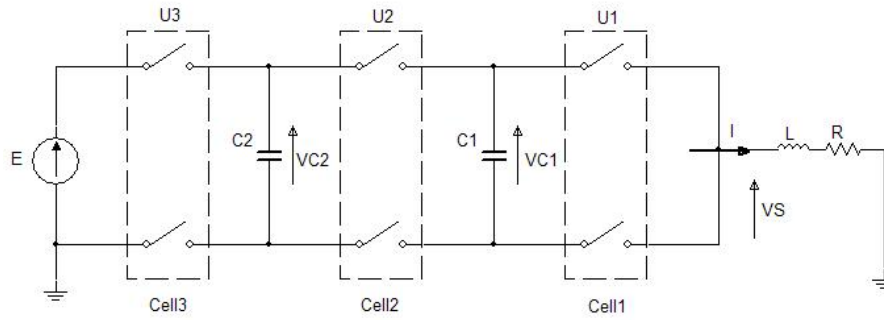 U3 U2 U1
E C2 VC2 C1 VC1 I L R
VS
Cell3 Cell2 Cell1